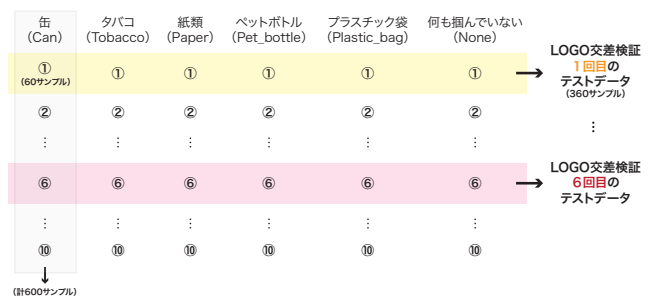 缶 タバコ 紙類 ペットボトル プラスチック袋 何も掴んでいない
（Can） （Tobacco） （Paper） （Pet_bottle） （Plastic_bag） （None）
① ① ① ① ① ①
（60サンプル）
LOGO交差検証
1回目の
テストデータ
（360サンプル）
② ② ② ② ② ②
⋮ ⋮ ⋮ ⋮ ⋮ ⋮
⋮
⑥ ⑥ ⑥ ⑥ ⑥ ⑥
LOGO交差検証
6回目の
テストデータ
⋮ ⋮ ⋮ ⋮ ⋮ ⋮
⑩ ⑩ ⑩ ⑩ ⑩ ⑩
（計600サンプル）